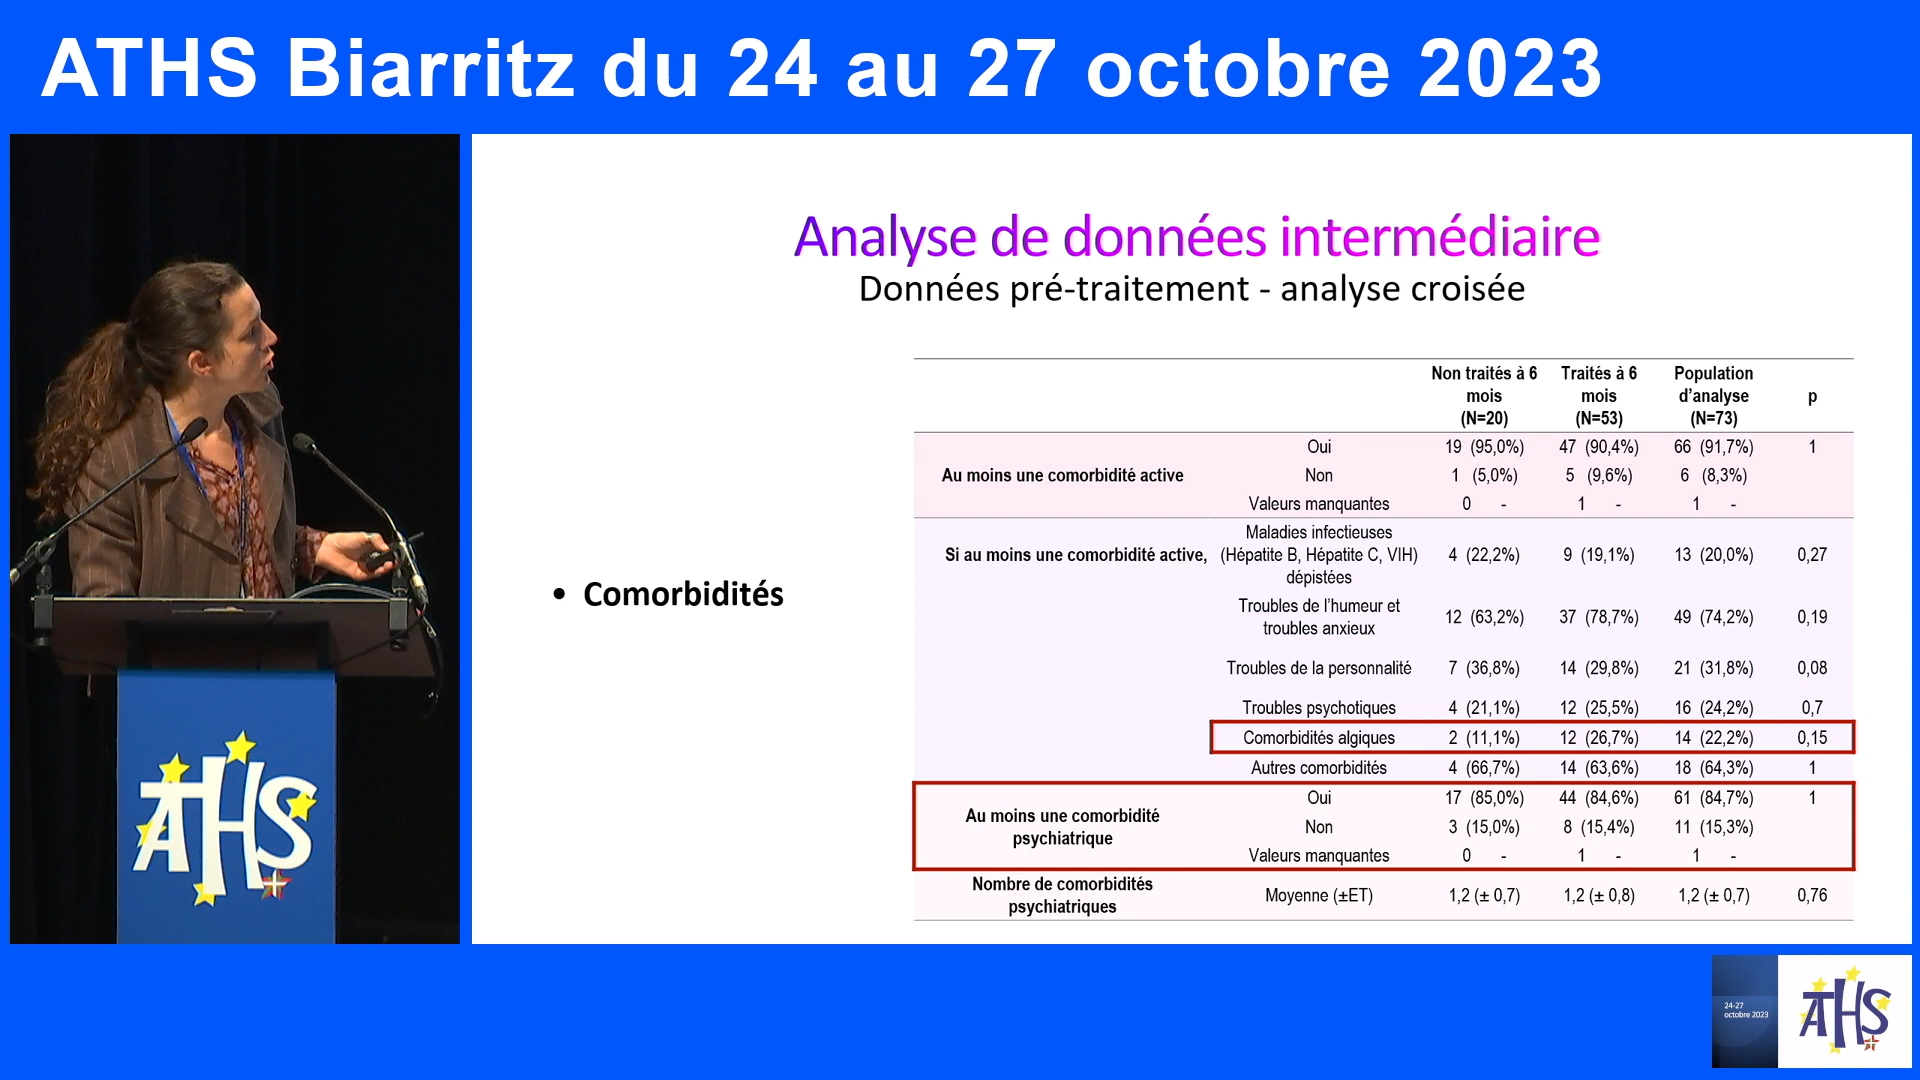 ATHS Biarritz du 24 au 27 octobre 2023
Analyse de données intermédiaire
Données pré-traitement - analyse croisée
• Comorbidités
Non traités à 6 mois (N=20) Traités à 6 mois (N=53) Population d’analyse (N=73) p
Au moins une comorbidité active
Oui 19 (95,0%) 47 (90,4%) 66 (91,7%) 1
Non 1 (5,0%) 5 (9,6%) 6 (8,3%)
Valeurs manquantes 0 - 1 - 1 -
Si au moins une comorbidité active,
Maladies infectieuses (Hépatite B, Hépatite C, VIH) dépistées 4 (22,2%) 9 (19,1%) 13 (20,0%) 0,27
Troubles de l’humeur et troubles anxieux 12 (63,2%) 37 (78,7%) 49 (74,2%) 0,19
Troubles de la personnalité 7 (36,8%) 14 (29,8%) 21 (31,8%) 0,08
Troubles psychotiques 4 (21,1%) 12 (25,5%) 16 (24,2%) 0,7
Comorbidités algiques 2 (11,1%) 12 (26,7%) 14 (22,2%) 0,15
Autres comorbidités 4 (66,7%) 14 (63,6%) 18 (64,3%) 1
Au moins une comorbidité psychiatrique
Oui 17 (85,0%) 44 (84,6%) 61 (84,7%) 1
Non 3 (15,0%) 8 (15,4%) 11 (15,3%)
Valeurs manquantes 0 - 1 - 1 -
Nombre de comorbidités psychiatriques Moyenne (±ET) 1,2 (± 0,7) 1,2 (± 0,8) 1,2 (± 0,7) 0,76
ATHS
24-27
octobre 2023
ATHS